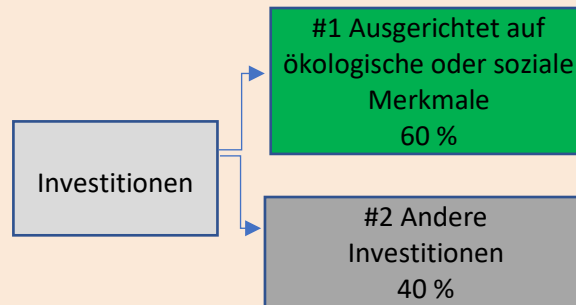 Investitionen
#1 Ausgerichtet auf
ökologische oder soziale
Merkmale
60 %
#2 Andere
Investitionen
40 %